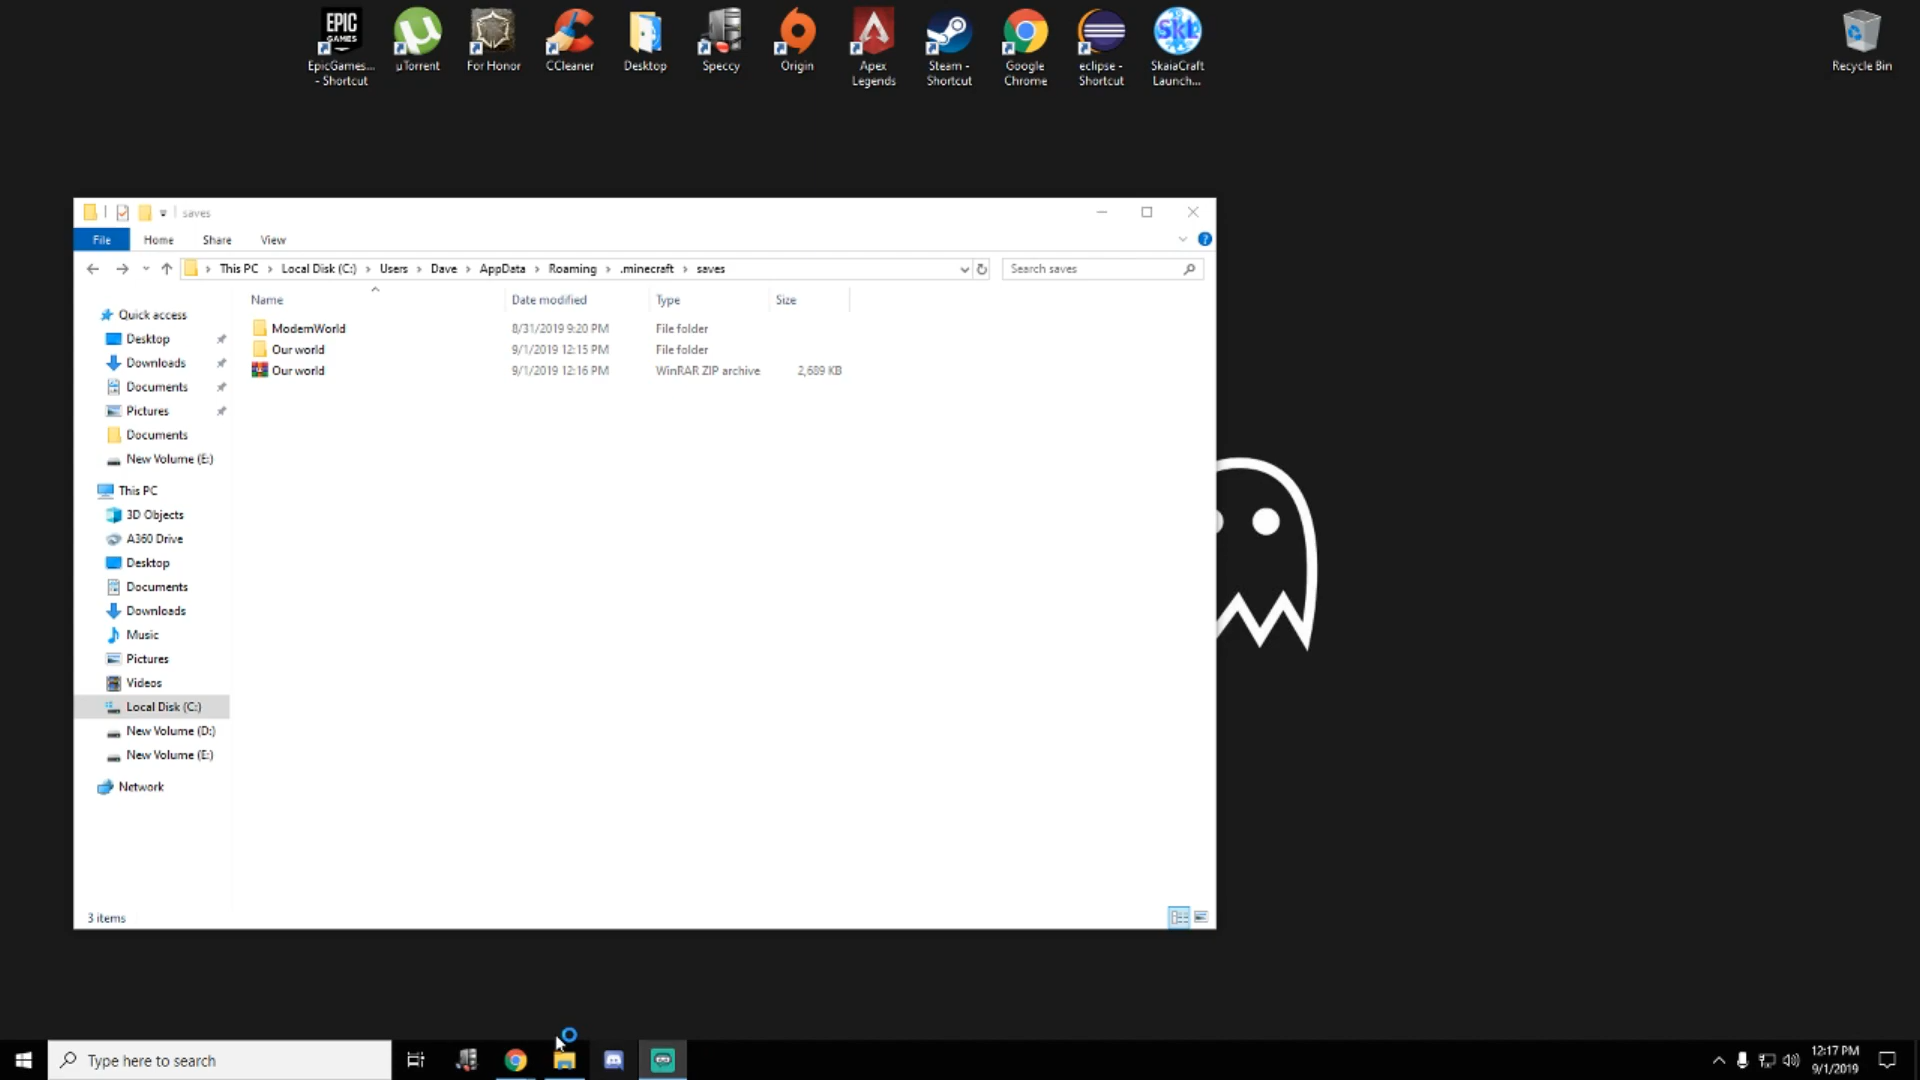 EPIC GAMES
EpicGames... - Shortcut
µTorrent
For Honor
CCleaner
Desktop
Speccy
Origin
Apex Legends
Steam - Shortcut
Google Chrome
eclipse - Shortcut
SKL
SkaiaCraft Launch...
Recycle Bin
saves
File Home Share View
This PC > Local Disk (C:) > Users > Dave > AppData > Roaming > .minecraft > saves
Search saves
Name Date modified Type Size
ModernWorld 8/31/2019 9:20 PM File folder
Our world 9/1/2019 12:15 PM File folder
Our world 9/1/2019 12:16 PM WinRAR ZIP archive 2,689 KB
Quick access
Desktop
Downloads
Documents
Pictures
Documents
New Volume (E:)
This PC
3D Objects
A360 Drive
Desktop
Documents
Downloads
Music
Pictures
Videos
Local Disk (C:)
New Volume (D:)
New Volume (E:)
Network
3 items
Type here to search
12:17 PM
9/1/2019